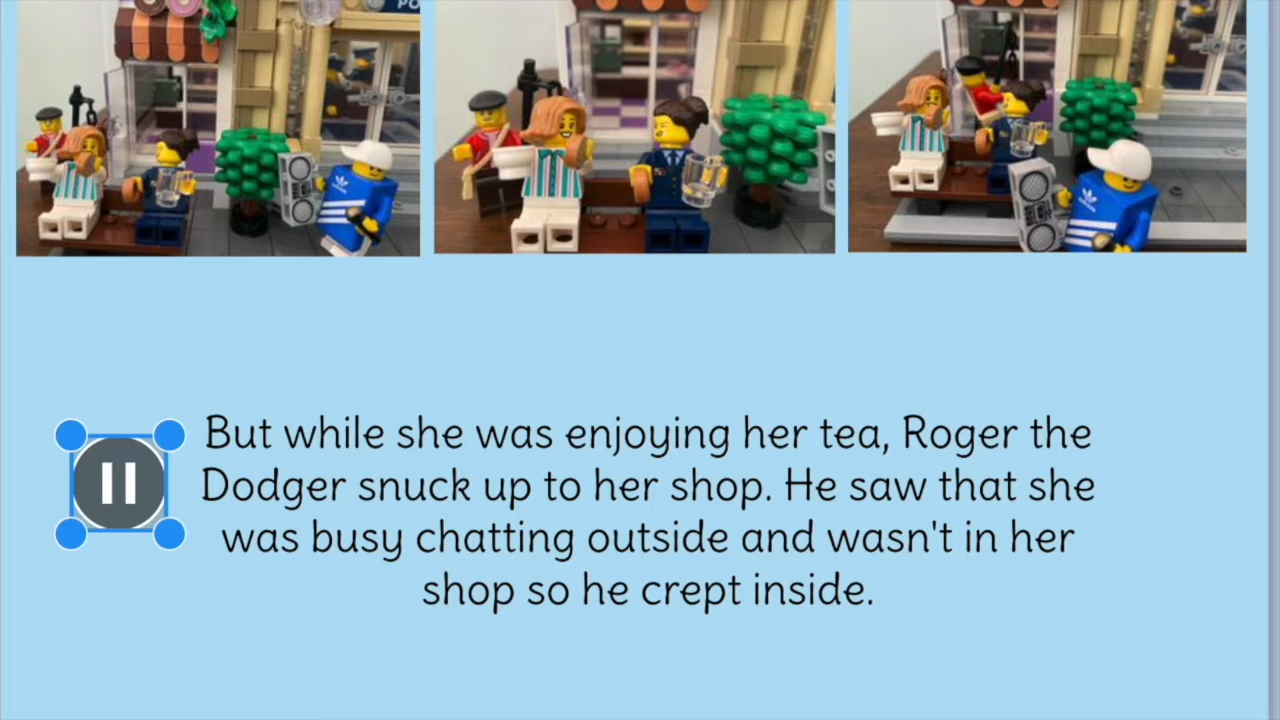 PO
But while she was enjoying her tea, Roger the
Dodger snuck up to her shop. He saw that she
was busy chatting outside and wasn't in her
shop so he crept inside.